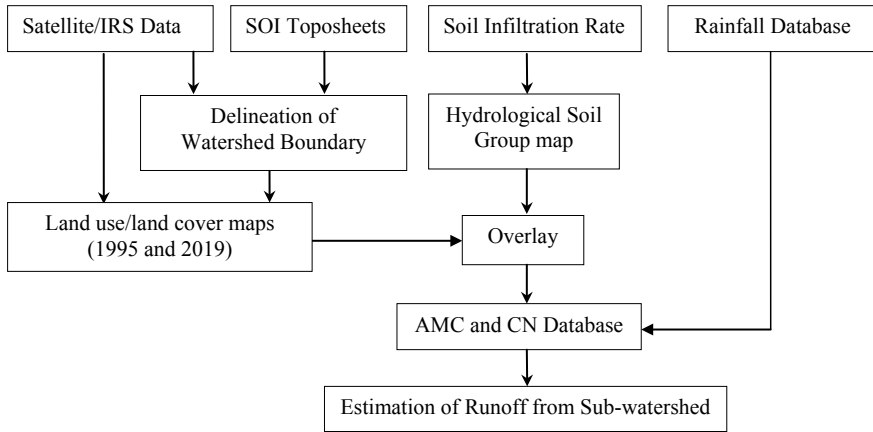 Satellite/IRS Data
SOI Toposheets
Soil Infiltration Rate
Rainfall Database
Delineation of
Watershed Boundary
Hydrological Soil
Group map
Land use/land cover maps
(1995 and 2019)
Overlay
AMC and CN Database
Estimation of Runoff from Sub-watershed